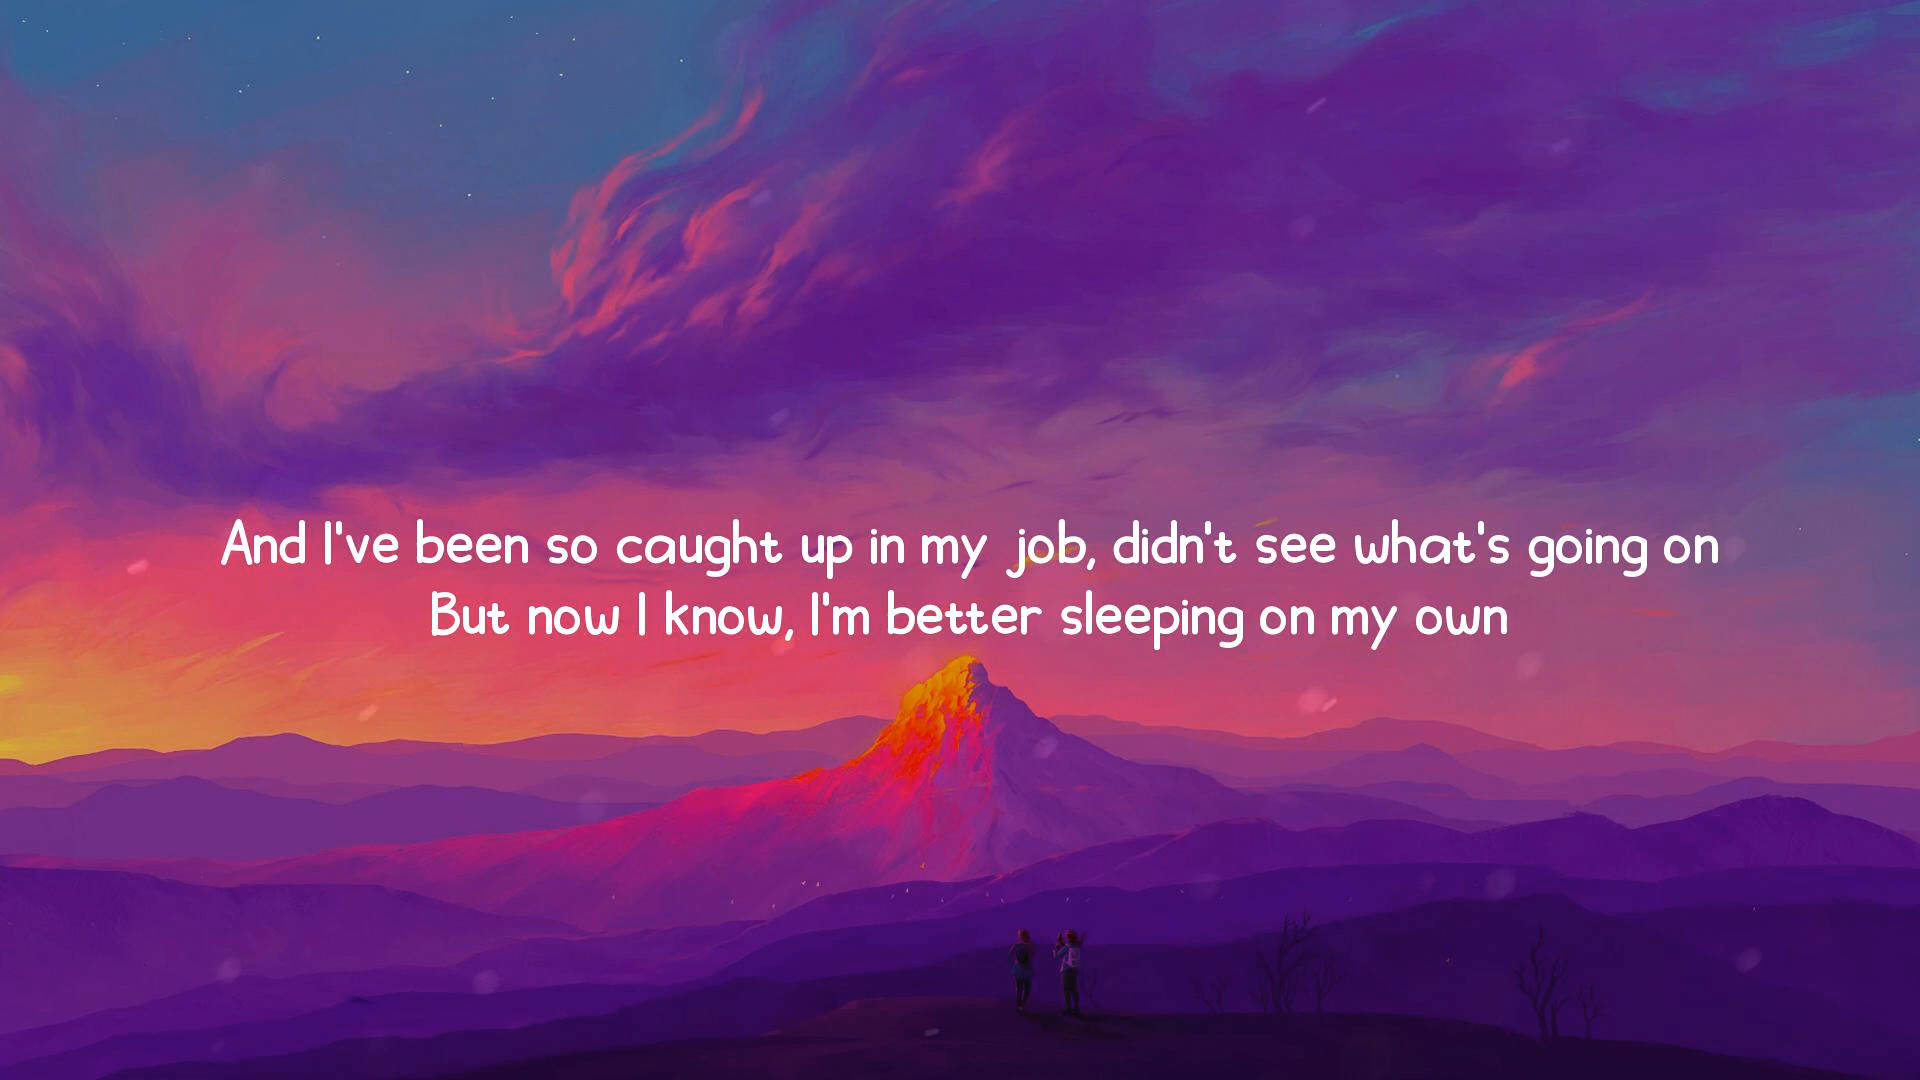 And I've been so caught up in my job, didn't see what's going on
But now I know, I'm better sleeping on my own